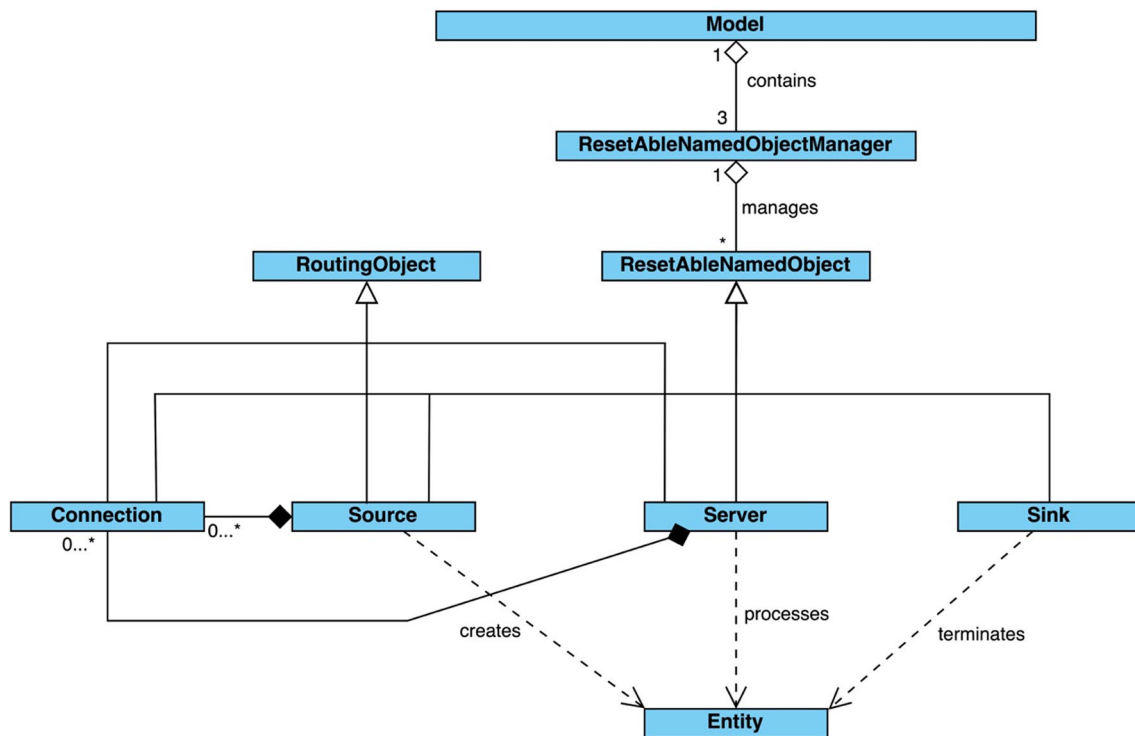 Model
1
contains
3
ResetAbleNamedObjectManager
1
manages
*
RoutingObject
ResetAbleNamedObject
Connection
Source
Server
Sink
0...*
0...*
creates
processes
terminates
Entity